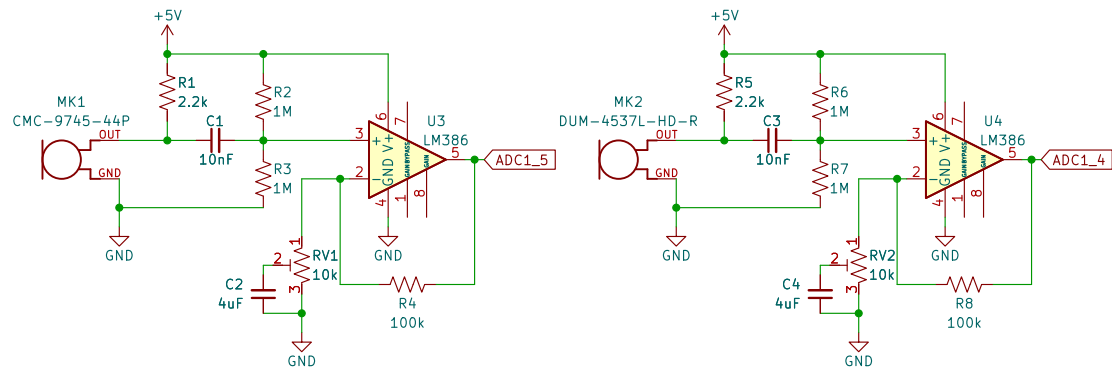 +5V
R1
2.2k
R2
1M
MK1
CMC-9745-44P
OUT
GND
C1
10nF
R3
1M
U3
LM386
6
7
3
+
V+
GND
BYPASS
GAIN
GAIN
5
2
−
4
1
8
ADC1_5
GND
GND
1
2
3
RV1
10k
C2
4uF
R4
100k
GND
+5V
R5
2.2k
R6
1M
MK2
DUM-4537L-HD-R
OUT
GND
C3
10nF
R7
1M
U4
LM386
6
7
3
+
V+
GND
BYPASS
GAIN
GAIN
5
2
−
4
1
8
ADC1_4
GND
GND
1
2
3
RV2
10k
C4
4uF
R8
100k
GND